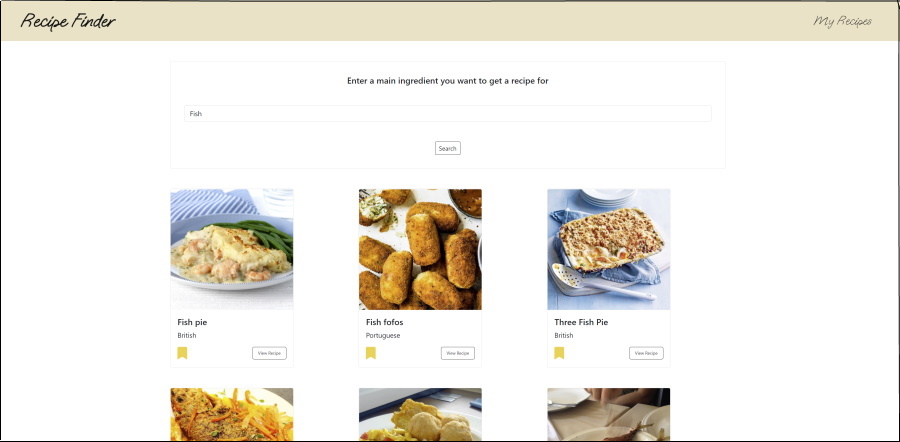 Recipe Finder
My Recipes
Enter a main ingredient you want to get a recipe for
Fish
Search
Fish pie
British
View Recipe
Fish fofos
Portuguese
View Recipe
Three Fish Pie
British
View Recipe